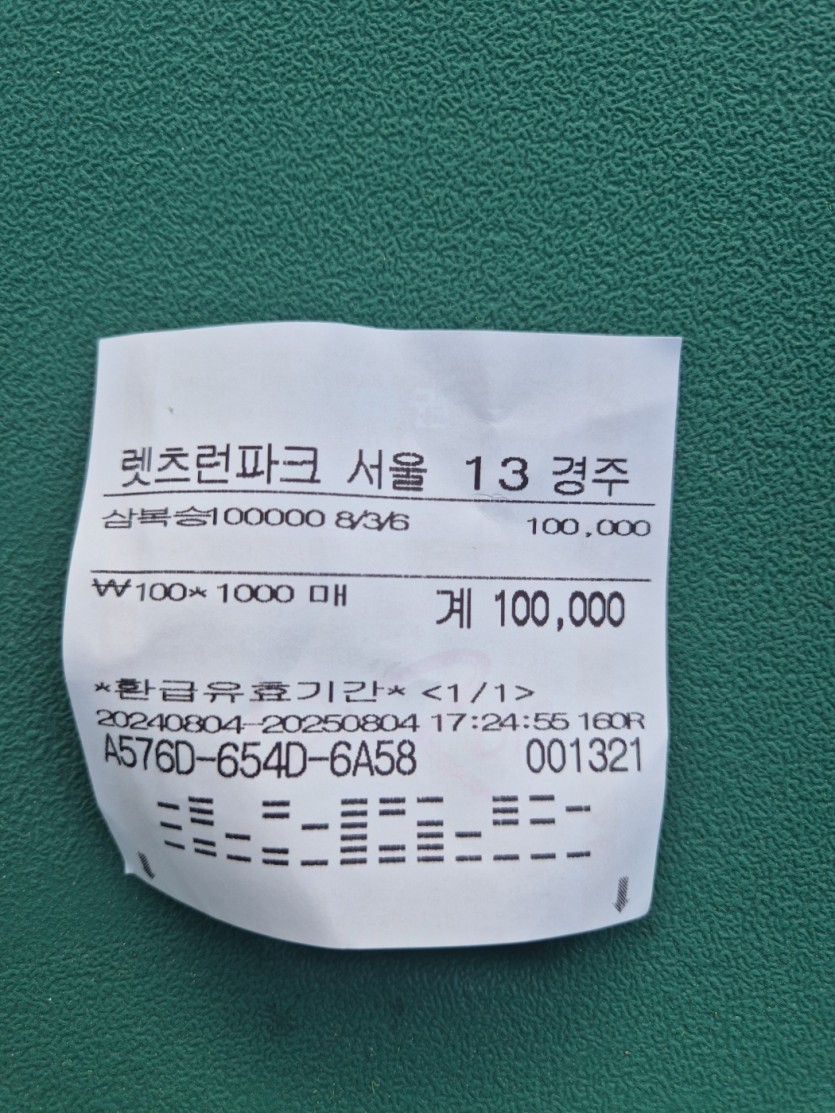 렛츠런파크 서울 13 경주
삼복승100000 8/3/6 100,000
₩100* 1000 매 계 100,000
*환급유효기간* <1/1>
20240804-20250804 17:24:55 160R
A576D-654D-6A58 001321